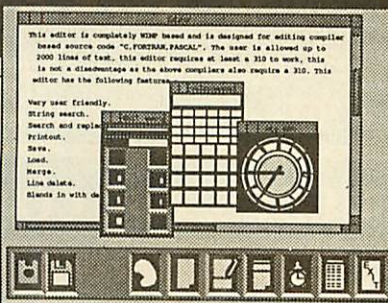 This editor is completely WIMP based and is designed for editing compiler
based source code "C,FORTRAN,PASCAL". The user is allowed up to
2000 lines of text, this editor requires at least a 310 to work, this
is not a disadvantage as the above compilers also require a 310. This
editor has the following features
Very user friendly.
String search.
Search and replac
Printout.
Save.
Load.
Merge.
Line delete.
Blends in with de
EXIT